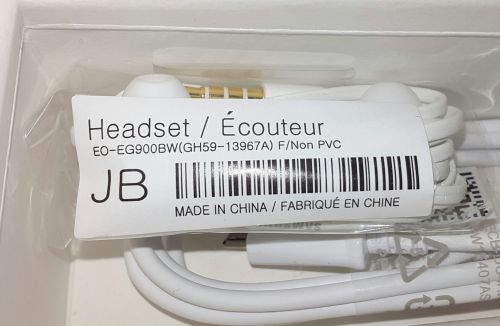 Headset / Écouteur
EO-EG900BW(GH59-13967A) F/Non PVC
JB
MADE IN CHINA / FABRIQUÉ EN CHINE